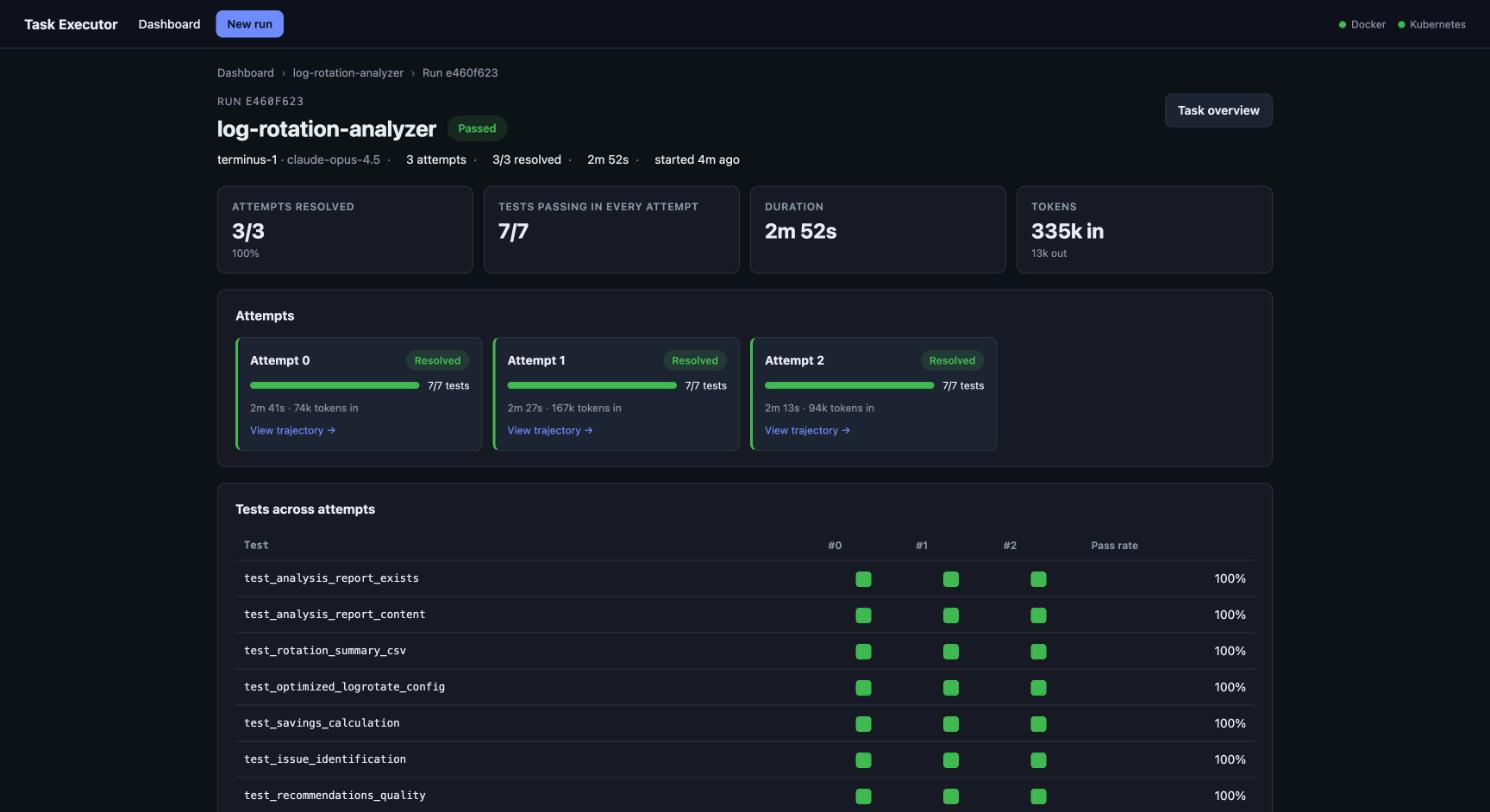 Task Executor Dashboard New run Docker Kubernetes
Dashboard › log-rotation-analyzer › Run e460f623
RUN E460F623
Task overview
log-rotation-analyzer Passed
terminus-1 · claude-opus-4.5 · 3 attempts · 3/3 resolved · 2m 52s · started 4m ago
ATTEMPTS RESOLVED
3/3
100%
TESTS PASSING IN EVERY ATTEMPT
7/7
DURATION
2m 52s
TOKENS
335k in
13k out
Attempts
Attempt 0 Resolved
7/7 tests
2m 41s · 74k tokens in
View trajectory →
Attempt 1 Resolved
7/7 tests
2m 27s · 167k tokens in
View trajectory →
Attempt 2 Resolved
7/7 tests
2m 13s · 94k tokens in
View trajectory →
Tests across attempts
Test #0 #1 #2 Pass rate
test_analysis_report_exists 100%
test_analysis_report_content 100%
test_rotation_summary_csv 100%
test_optimized_logrotate_config 100%
test_savings_calculation 100%
test_issue_identification 100%
test_recommendations_quality 100%